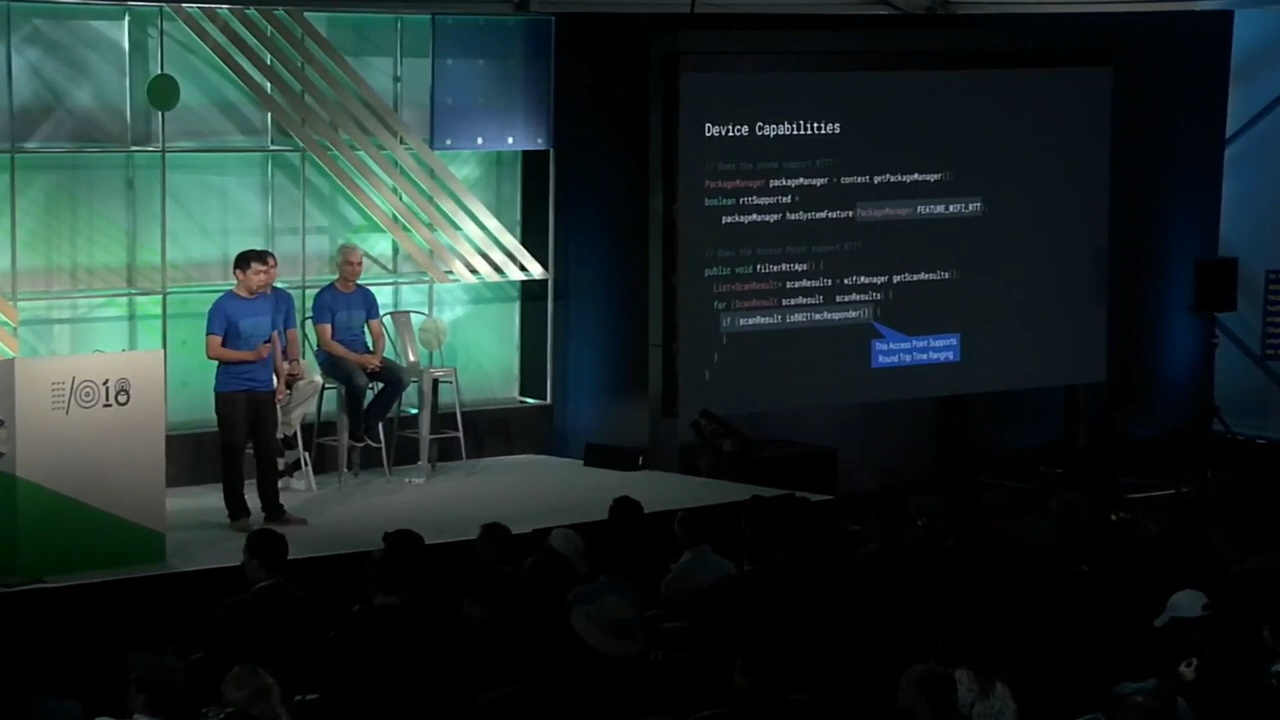 I/O18
Device Capabilities
// Does the phone support RTT?
PackageManager packageManager = context.getPackageManager();
boolean rttSupported =
packageManager.hasSystemFeature(PackageManager.FEATURE_WIFI_RTT);
// Does the Access Point support RTT?
public void filterRttAps() {
List<ScanResult> scanResults = wifiManager.getScanResults();
for (ScanResult scanResult : scanResults) {
if (scanResult.is80211mcResponder()) {
}
}
}
This Access Point Supports
Round Trip Time Ranging